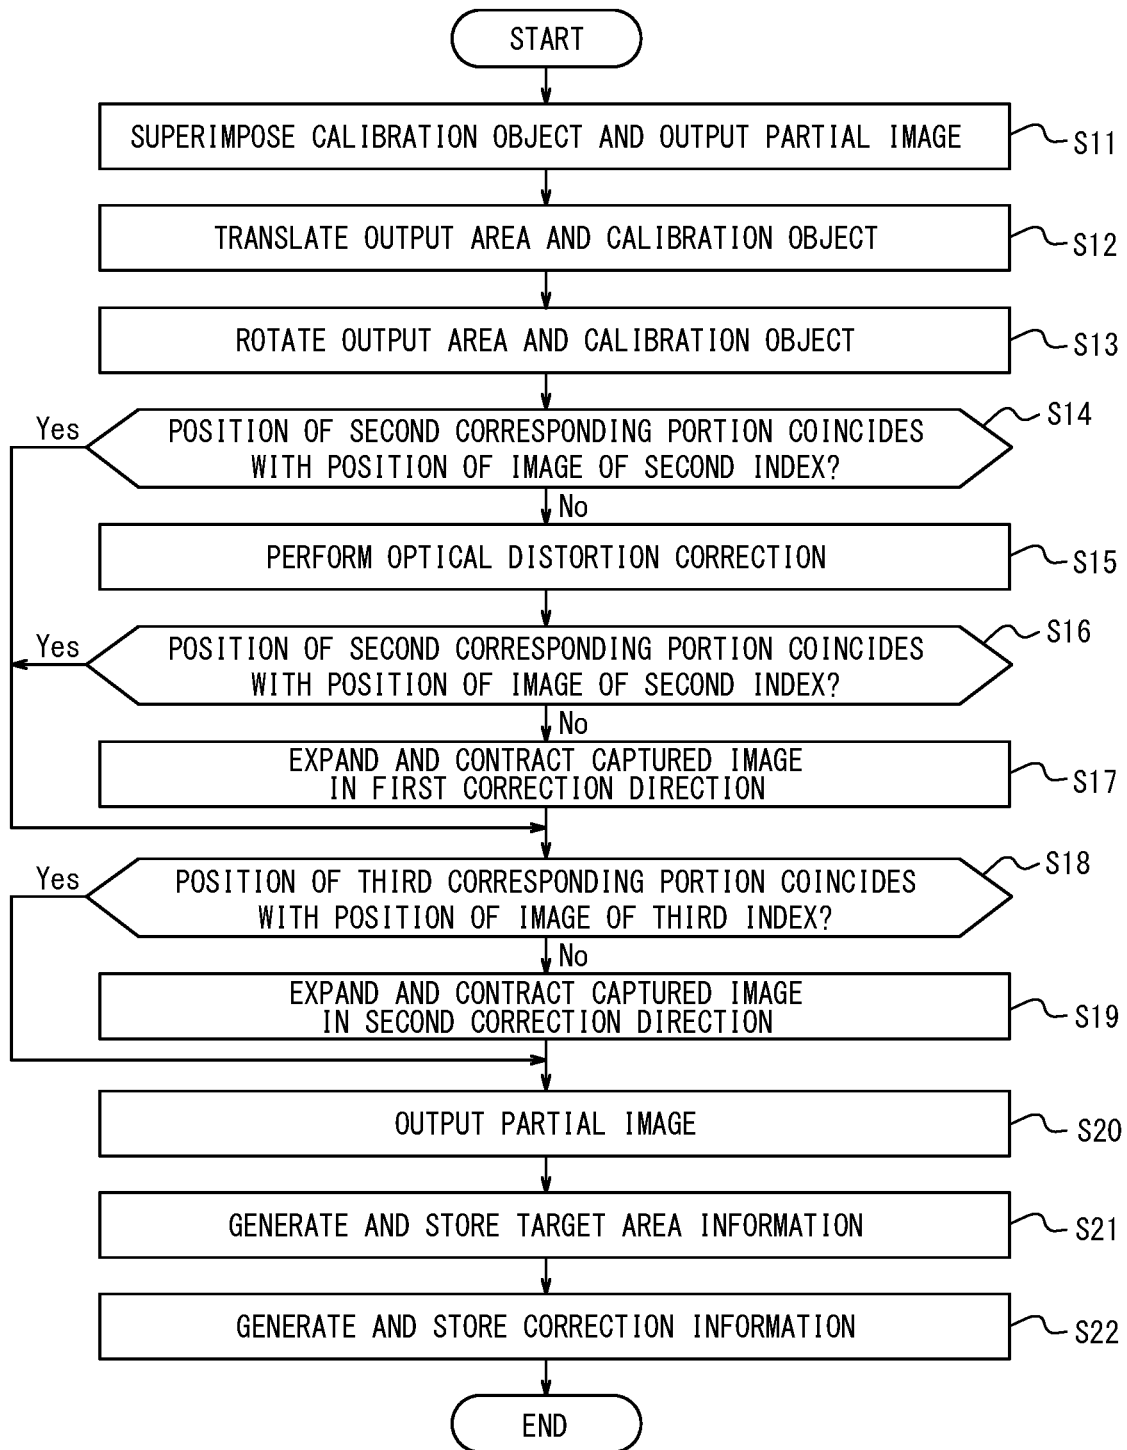 START
SUPERIMPOSE CALIBRATION OBJECT AND OUTPUT PARTIAL IMAGE
S11
TRANSLATE OUTPUT AREA AND CALIBRATION OBJECT
S12
ROTATE OUTPUT AREA AND CALIBRATION OBJECT
S13
Yes
POSITION OF SECOND CORRESPONDING PORTION COINCIDES
WITH POSITION OF IMAGE OF SECOND INDEX?
S14
No
PERFORM OPTICAL DISTORTION CORRECTION
S15
Yes
POSITION OF SECOND CORRESPONDING PORTION COINCIDES
WITH POSITION OF IMAGE OF SECOND INDEX?
S16
No
EXPAND AND CONTRACT CAPTURED IMAGE
IN FIRST CORRECTION DIRECTION
S17
Yes
POSITION OF THIRD CORRESPONDING PORTION COINCIDES
WITH POSITION OF IMAGE OF THIRD INDEX?
S18
No
EXPAND AND CONTRACT CAPTURED IMAGE
IN SECOND CORRECTION DIRECTION
S19
OUTPUT PARTIAL IMAGE
S20
GENERATE AND STORE TARGET AREA INFORMATION
S21
GENERATE AND STORE CORRECTION INFORMATION
S22
END